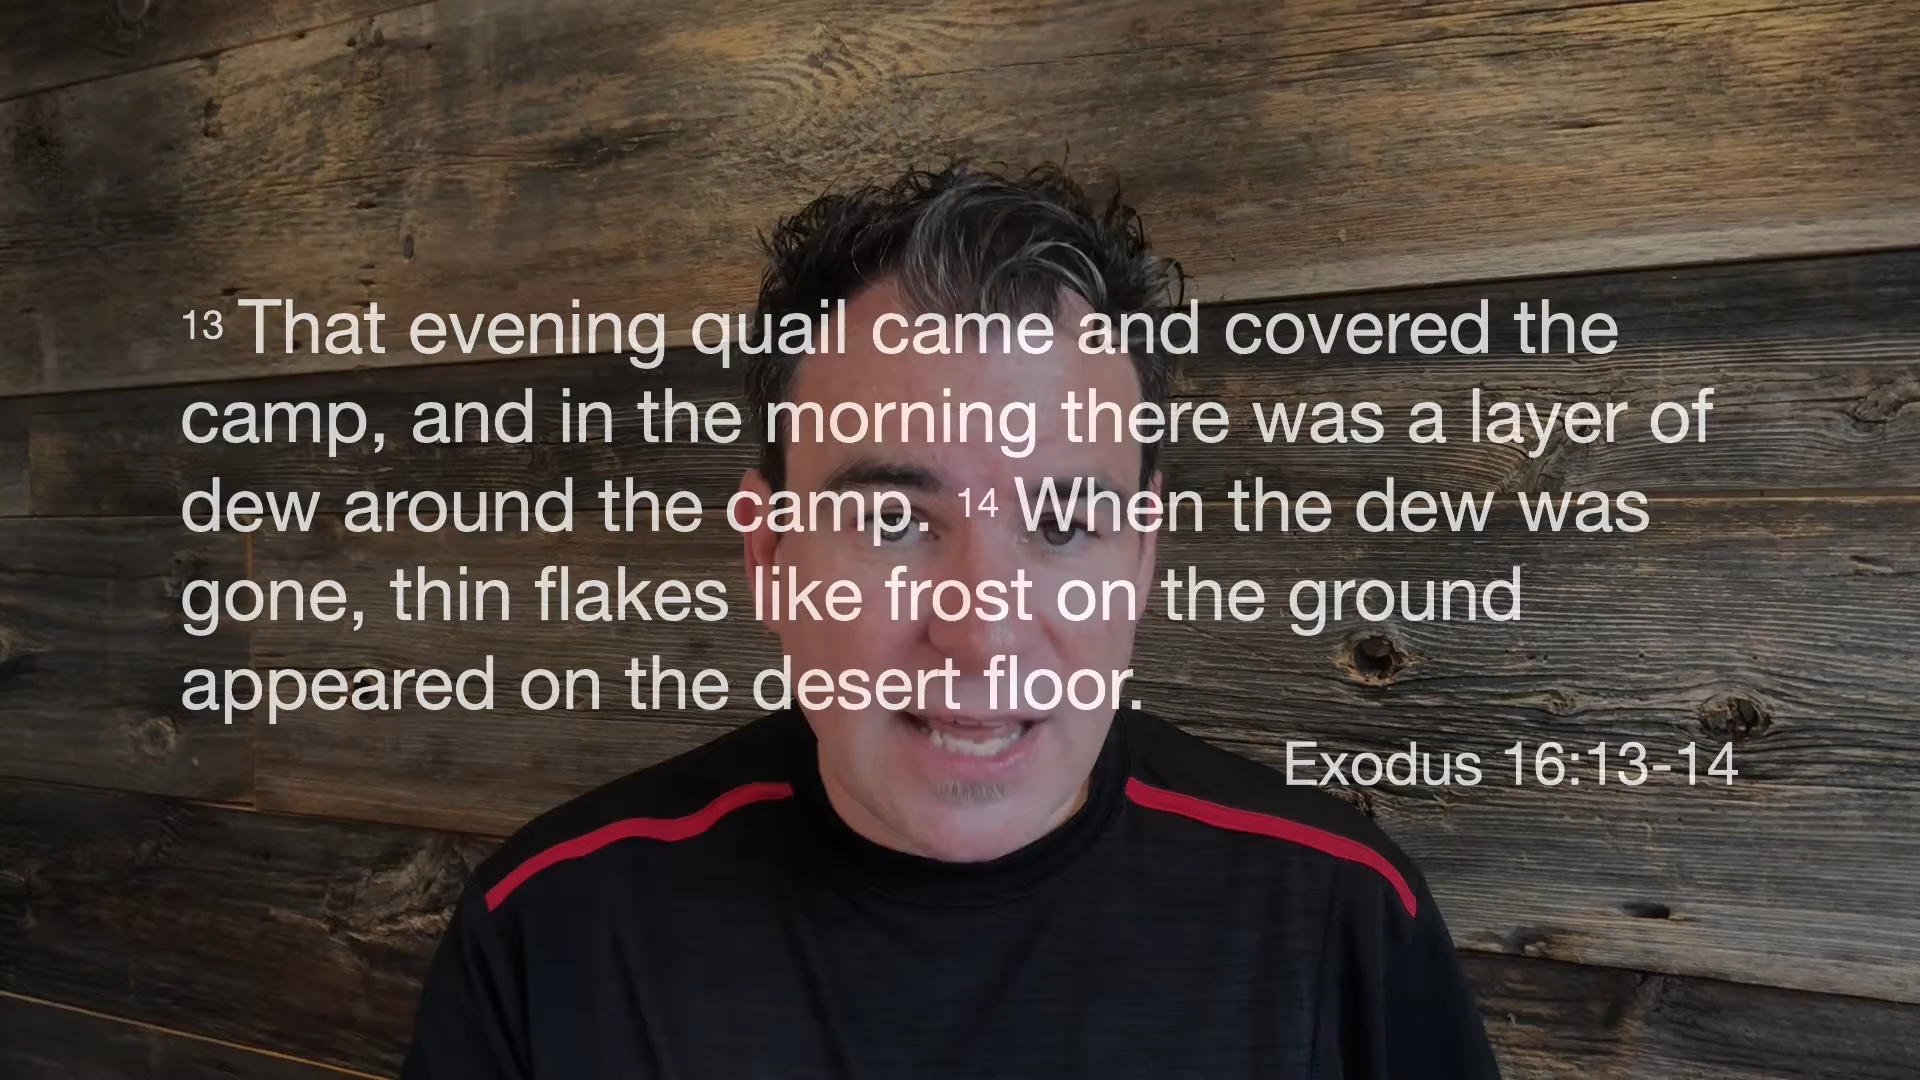 13 That evening quail came and covered the
camp, and in the morning there was a layer of
dew around the camp. 14 When the dew was
gone, thin flakes like frost on the ground
appeared on the desert floor.
Exodus 16:13-14